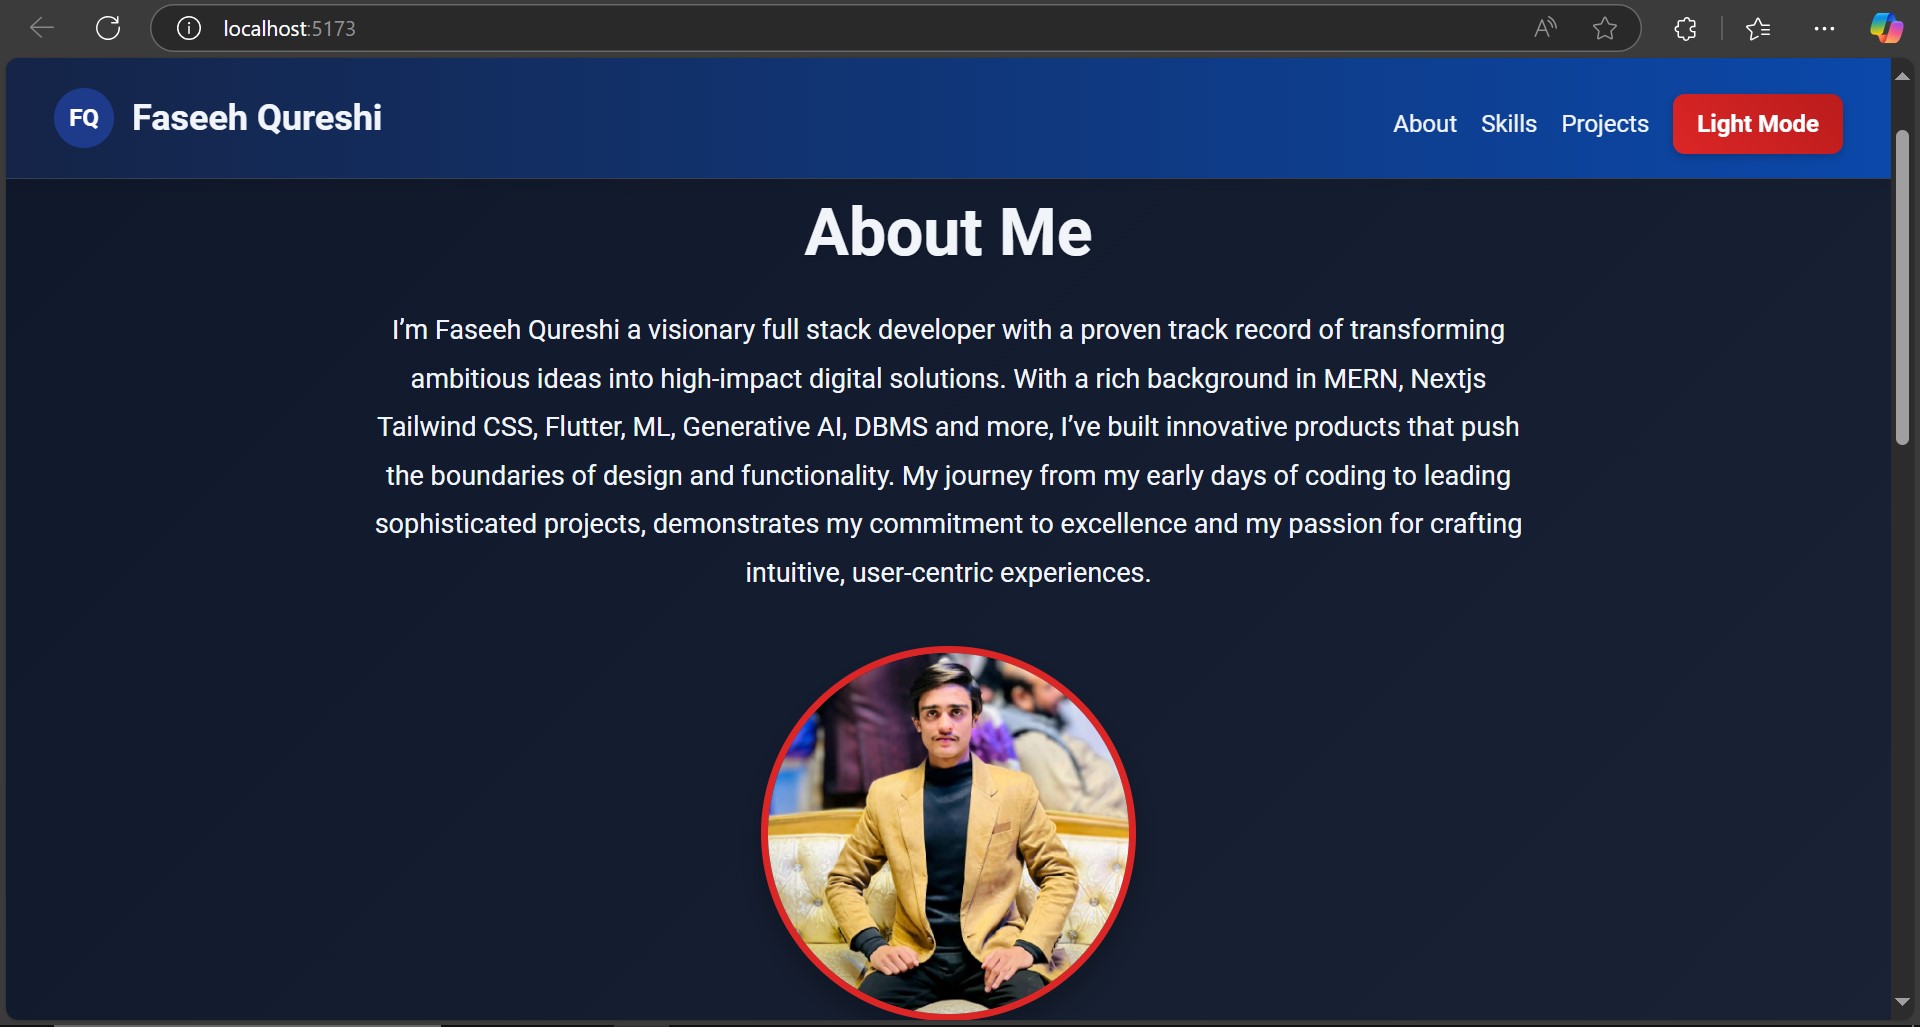 localhost:5173
FQ Faseeh Qureshi
About Skills Projects Light Mode
About Me
I’m Faseeh Qureshi a visionary full stack developer with a proven track record of transforming
ambitious ideas into high-impact digital solutions. With a rich background in MERN, Nextjs
Tailwind CSS, Flutter, ML, Generative AI, DBMS and more, I’ve built innovative products that push
the boundaries of design and functionality. My journey from my early days of coding to leading
sophisticated projects, demonstrates my commitment to excellence and my passion for crafting
intuitive, user-centric experiences.